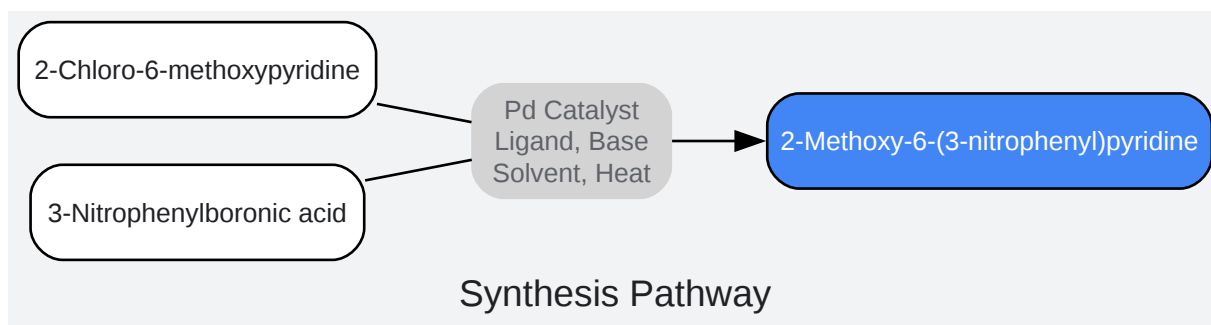 2-Chloro-6-methoxypyridine
3-Nitrophenylboronic acid
Pd Catalyst
Ligand, Base
Solvent, Heat
2-Methoxy-6-(3-nitrophenyl)pyridine
Synthesis Pathway